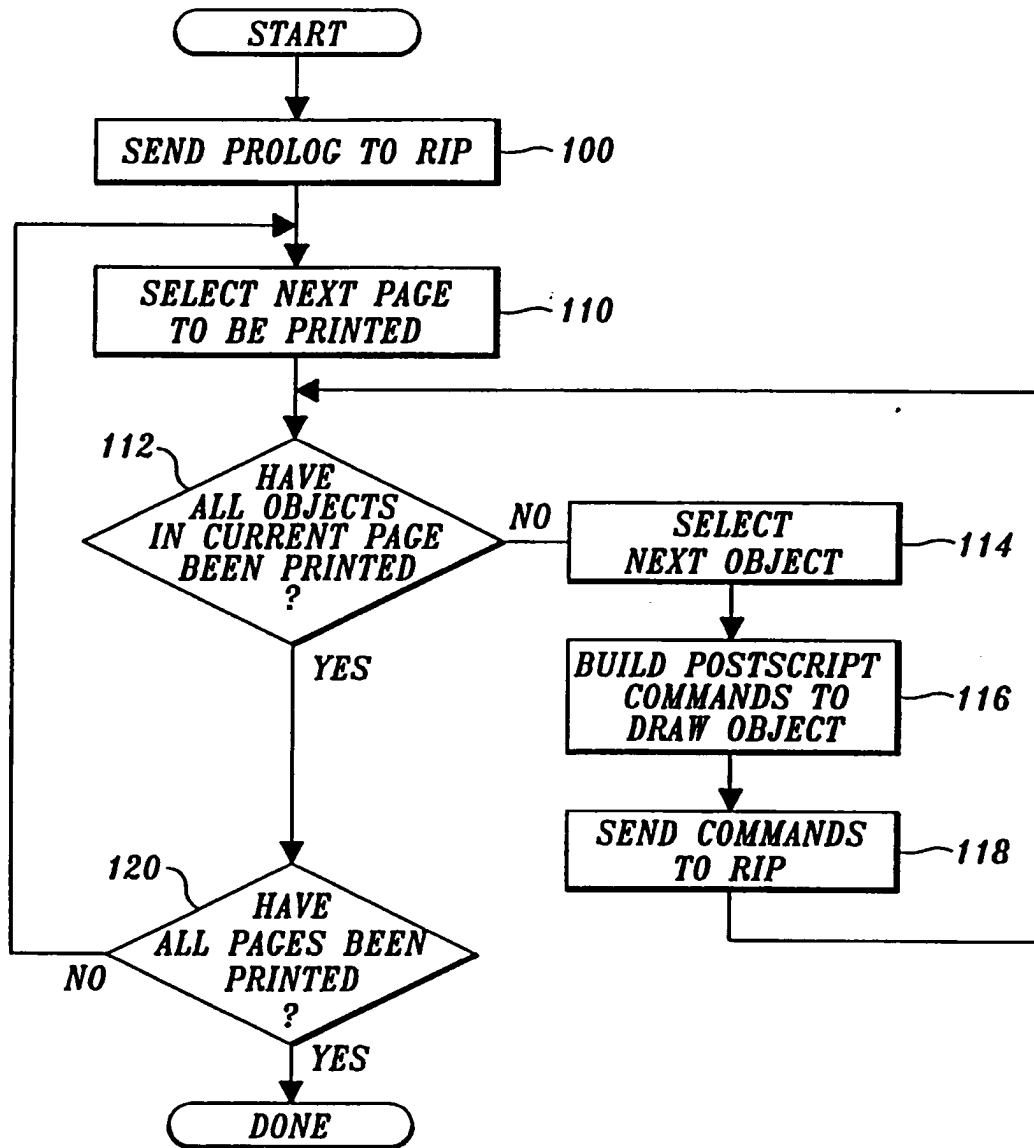 START
SEND PROLOG TO RIP
100
SELECT NEXT PAGE
TO BE PRINTED
110
112
HAVE
ALL OBJECTS
IN CURRENT PAGE
BEEN PRINTED
?
NO
YES
SELECT
NEXT OBJECT
114
BUILD POSTSCRIPT
COMMANDS TO
DRAW OBJECT
116
SEND COMMANDS
TO RIP
118
120
HAVE
ALL PAGES BEEN
PRINTED
?
NO
YES
DONE